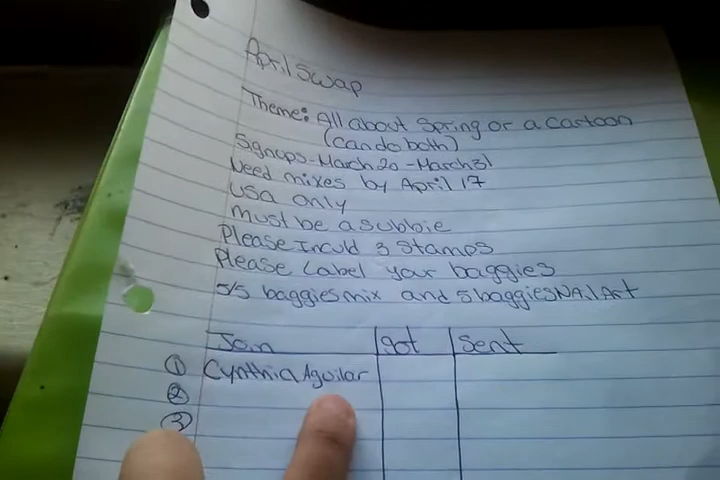 April Swap
Theme: All about Spring or a Cartoon
(can do both)
Sgnups-March 20 -March 31
Need mixes by April 17
USA only
must be a subbie
Please Inculd 3 Stamps
Please Label your baggies
5/5 baggies mix and 5 baggies NAil Art
Join got Sent
① Cynthia Aguilar
②
③